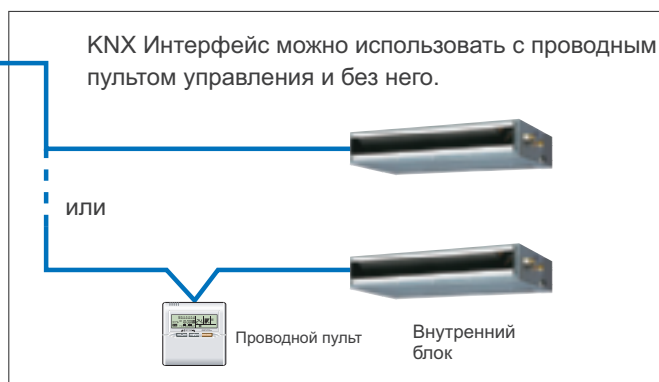 KNX Интерфейс можно использовать с проводным
пультом управления и без него.
или
Проводной пульт
Внутренний
блок